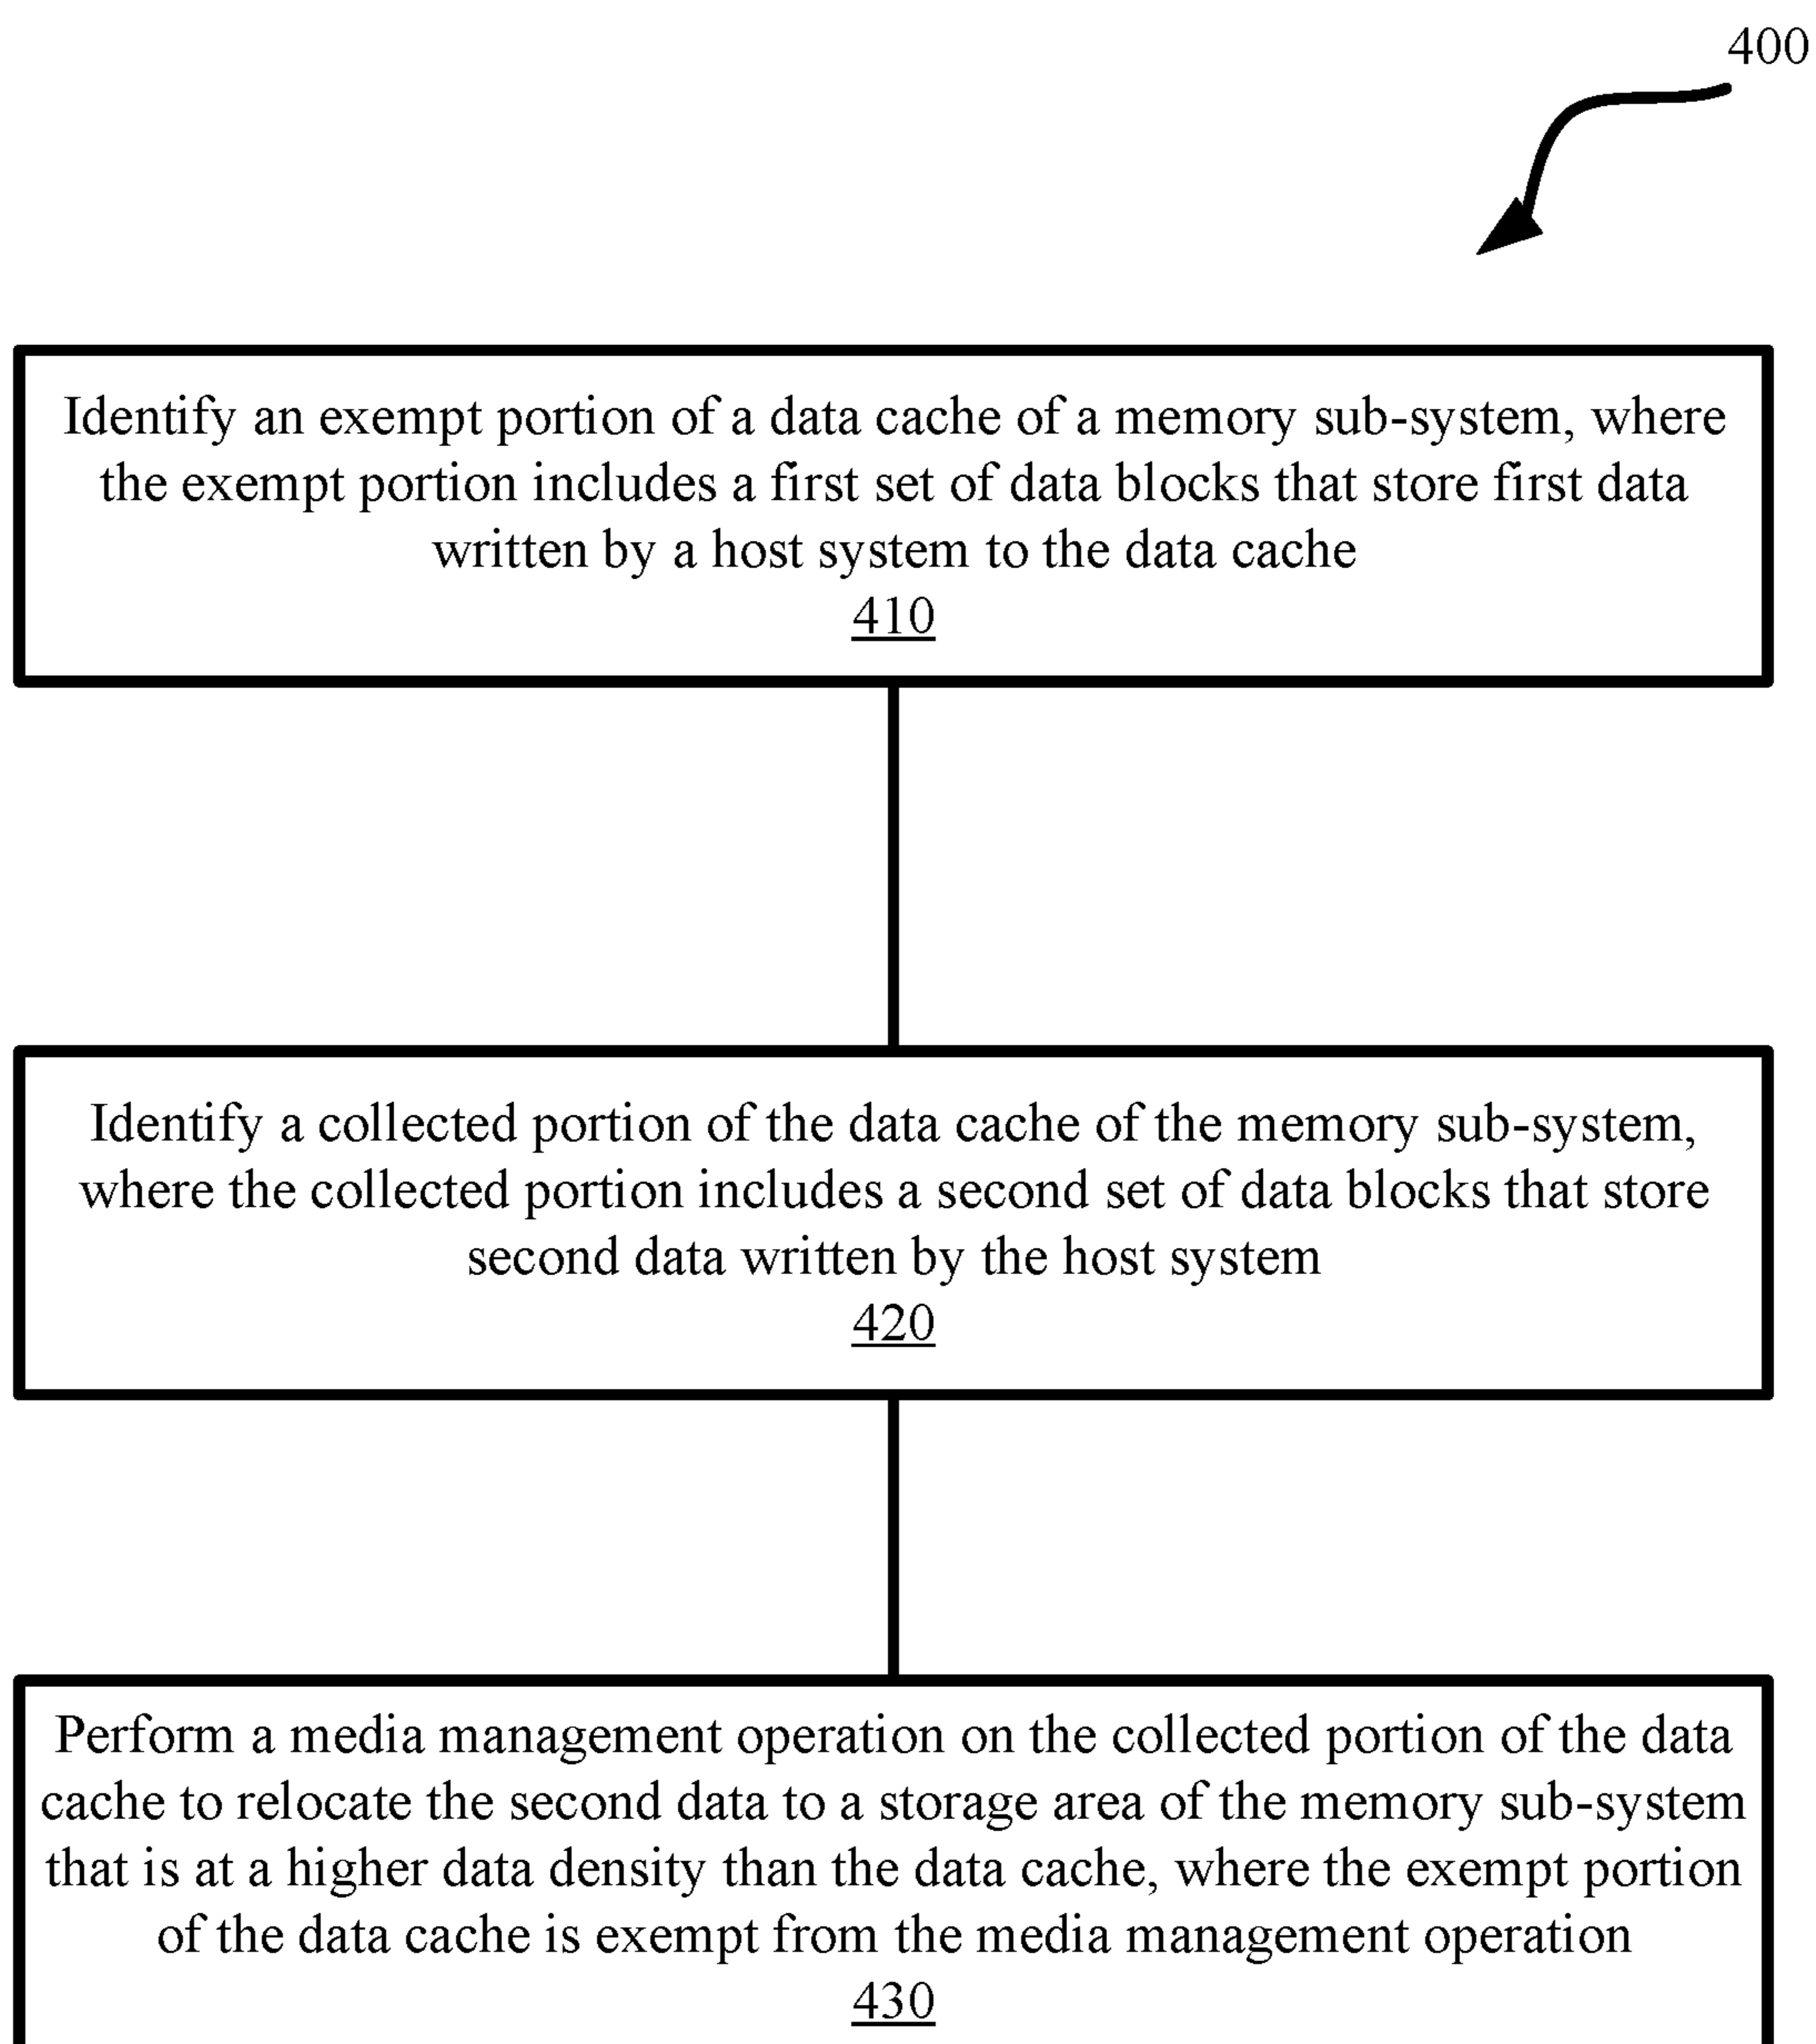 400
Identify an exempt portion of a data cache of a memory sub-system, where
the exempt portion includes a first set of data blocks that store first data
written by a host system to the data cache
410
Identify a collected portion of the data cache of the memory sub-system,
where the collected portion includes a second set of data blocks that store
second data written by the host system
420
Perform a media management operation on the collected portion of the data
cache to relocate the second data to a storage area of the memory sub-system
that is at a higher data density than the data cache, where the exempt portion
of the data cache is exempt from the media management operation
430